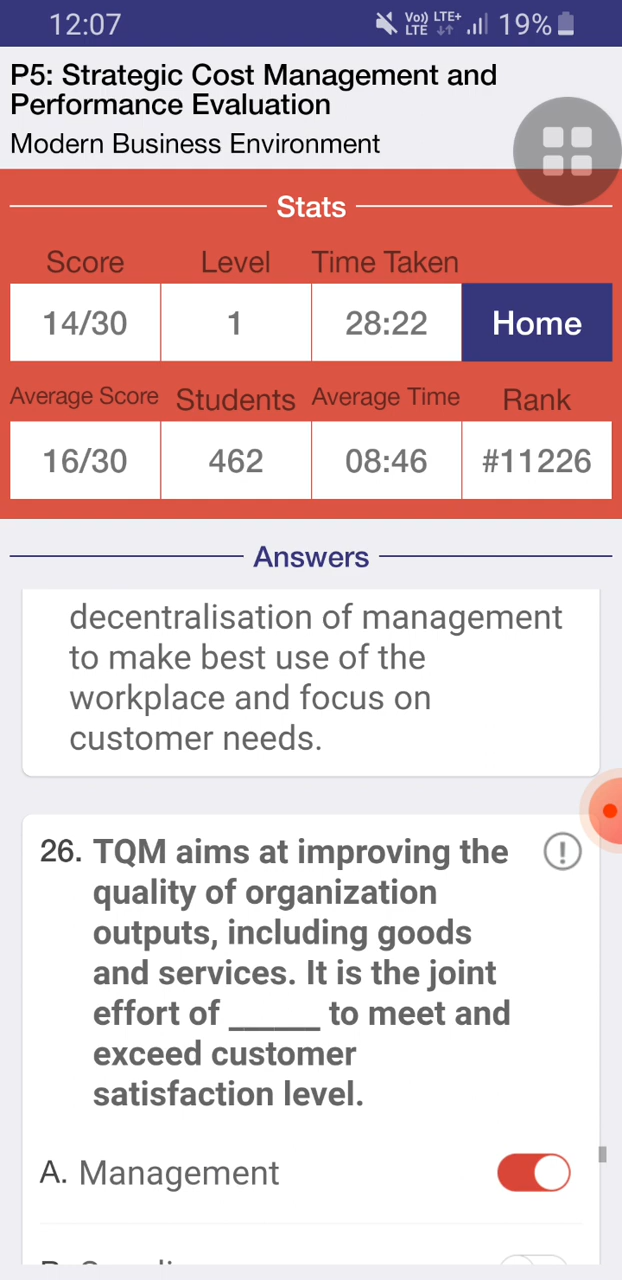 12:07
Vo)) LTE+
LTE
19%
P5: Strategic Cost Management and
Performance Evaluation
Modern Business Environment
Stats
Score Level Time Taken
14/30 1 28:22 Home
Average Score Students Average Time Rank
16/30 462 08:46 #11226
Answers
decentralisation of management
to make best use of the
workplace and focus on
customer needs.
26. TQM aims at improving the
quality of organization
outputs, including goods
and services. It is the joint
effort of ______ to meet and
exceed customer
satisfaction level.
A. Management